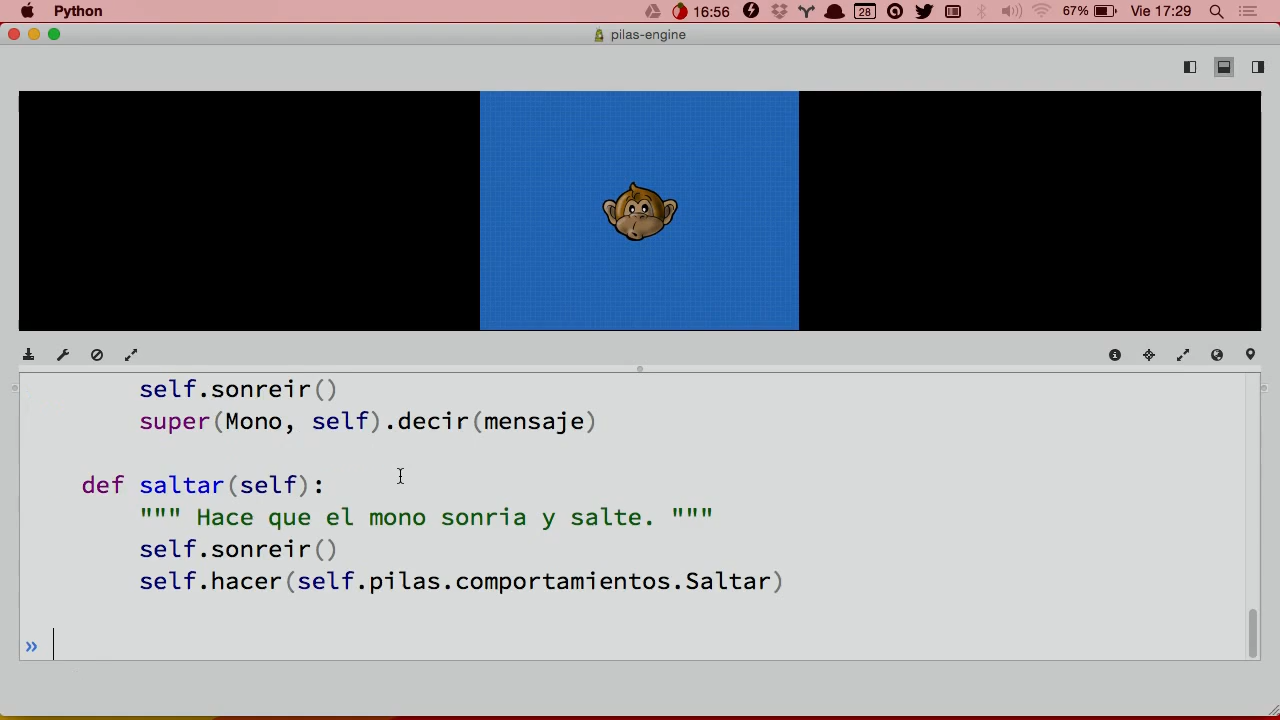 Python
16:56
28
67%
Vie 17:29
pilas-engine
self.sonreir()
super(Mono, self).decir(mensaje)
def saltar(self):
""" Hace que el mono sonria y salte. """
self.sonreir()
self.hacer(self.pilas.comportamientos.Saltar)
»